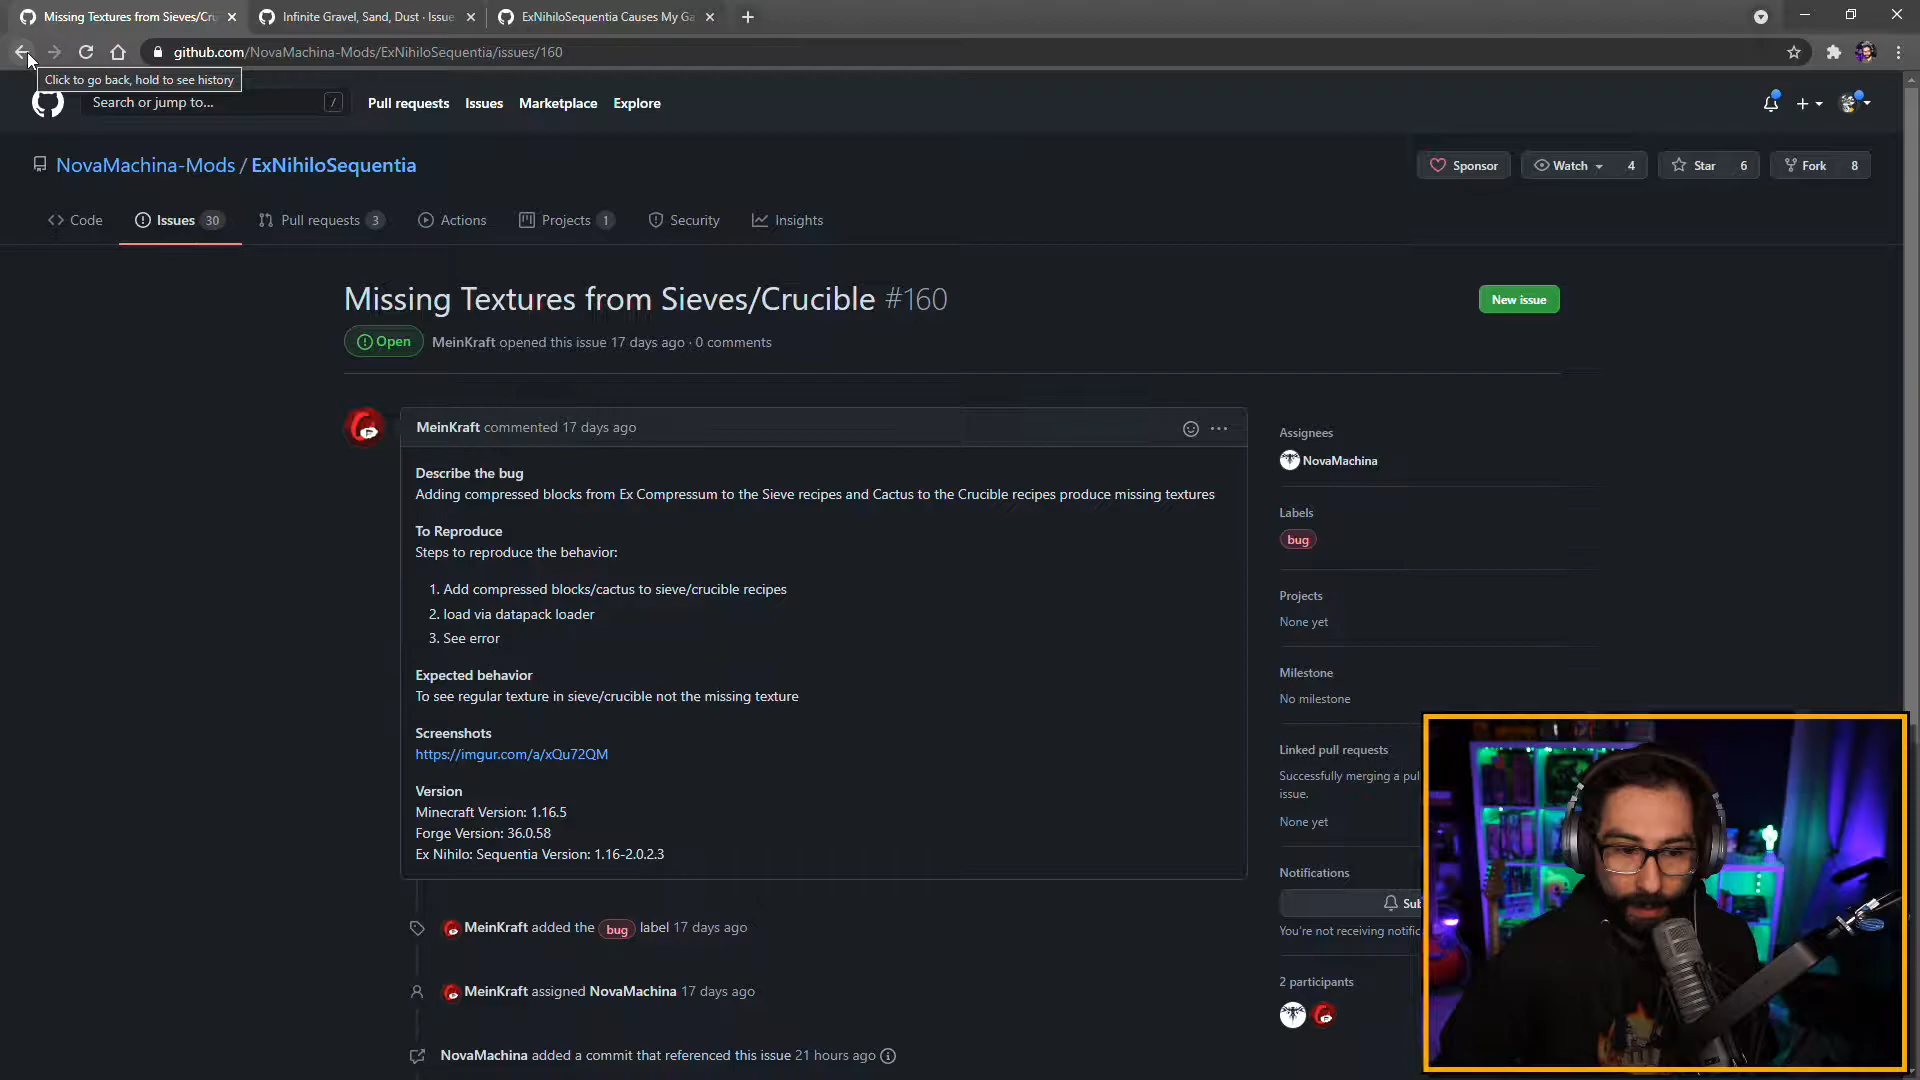 Missing Textures from Sieves/Cru
Infinite Gravel, Sand, Dust · Issue
ExNihiloSequentia Causes My Ga
github.com/NovaMachina-Mods/ExNihiloSequentia/issues/160
Click to go back, hold to see history
Search or jump to... /
Pull requests Issues Marketplace Explore
NovaMachina-Mods / ExNihiloSequentia
Sponsor Watch 4 Star 6 Fork 8
Code Issues 30 Pull requests 3 Actions Projects 1 Security Insights
Missing Textures from Sieves/Crucible #160
New issue
Open MeinKraft opened this issue 17 days ago · 0 comments
MeinKraft commented 17 days ago
Describe the bug
Adding compressed blocks from Ex Compressum to the Sieve recipes and Cactus to the Crucible recipes produce missing textures
To Reproduce
Steps to reproduce the behavior:
1. Add compressed blocks/cactus to sieve/crucible recipes
2. load via datapack loader
3. See error
Expected behavior
To see regular texture in sieve/crucible not the missing texture
Screenshots
https://imgur.com/a/xQu72QM
Version
Minecraft Version: 1.16.5
Forge Version: 36.0.58
Ex Nihilo: Sequentia Version: 1.16-2.0.2.3
MeinKraft added the bug label 17 days ago
MeinKraft assigned NovaMachina 17 days ago
NovaMachina added a commit that referenced this issue 21 hours ago
Assignees
NovaMachina
Labels
bug
Projects
None yet
Milestone
No milestone
Linked pull requests
Successfully merging a pul
issue.
None yet
Notifications
Sub
You're not receiving notific
2 participants